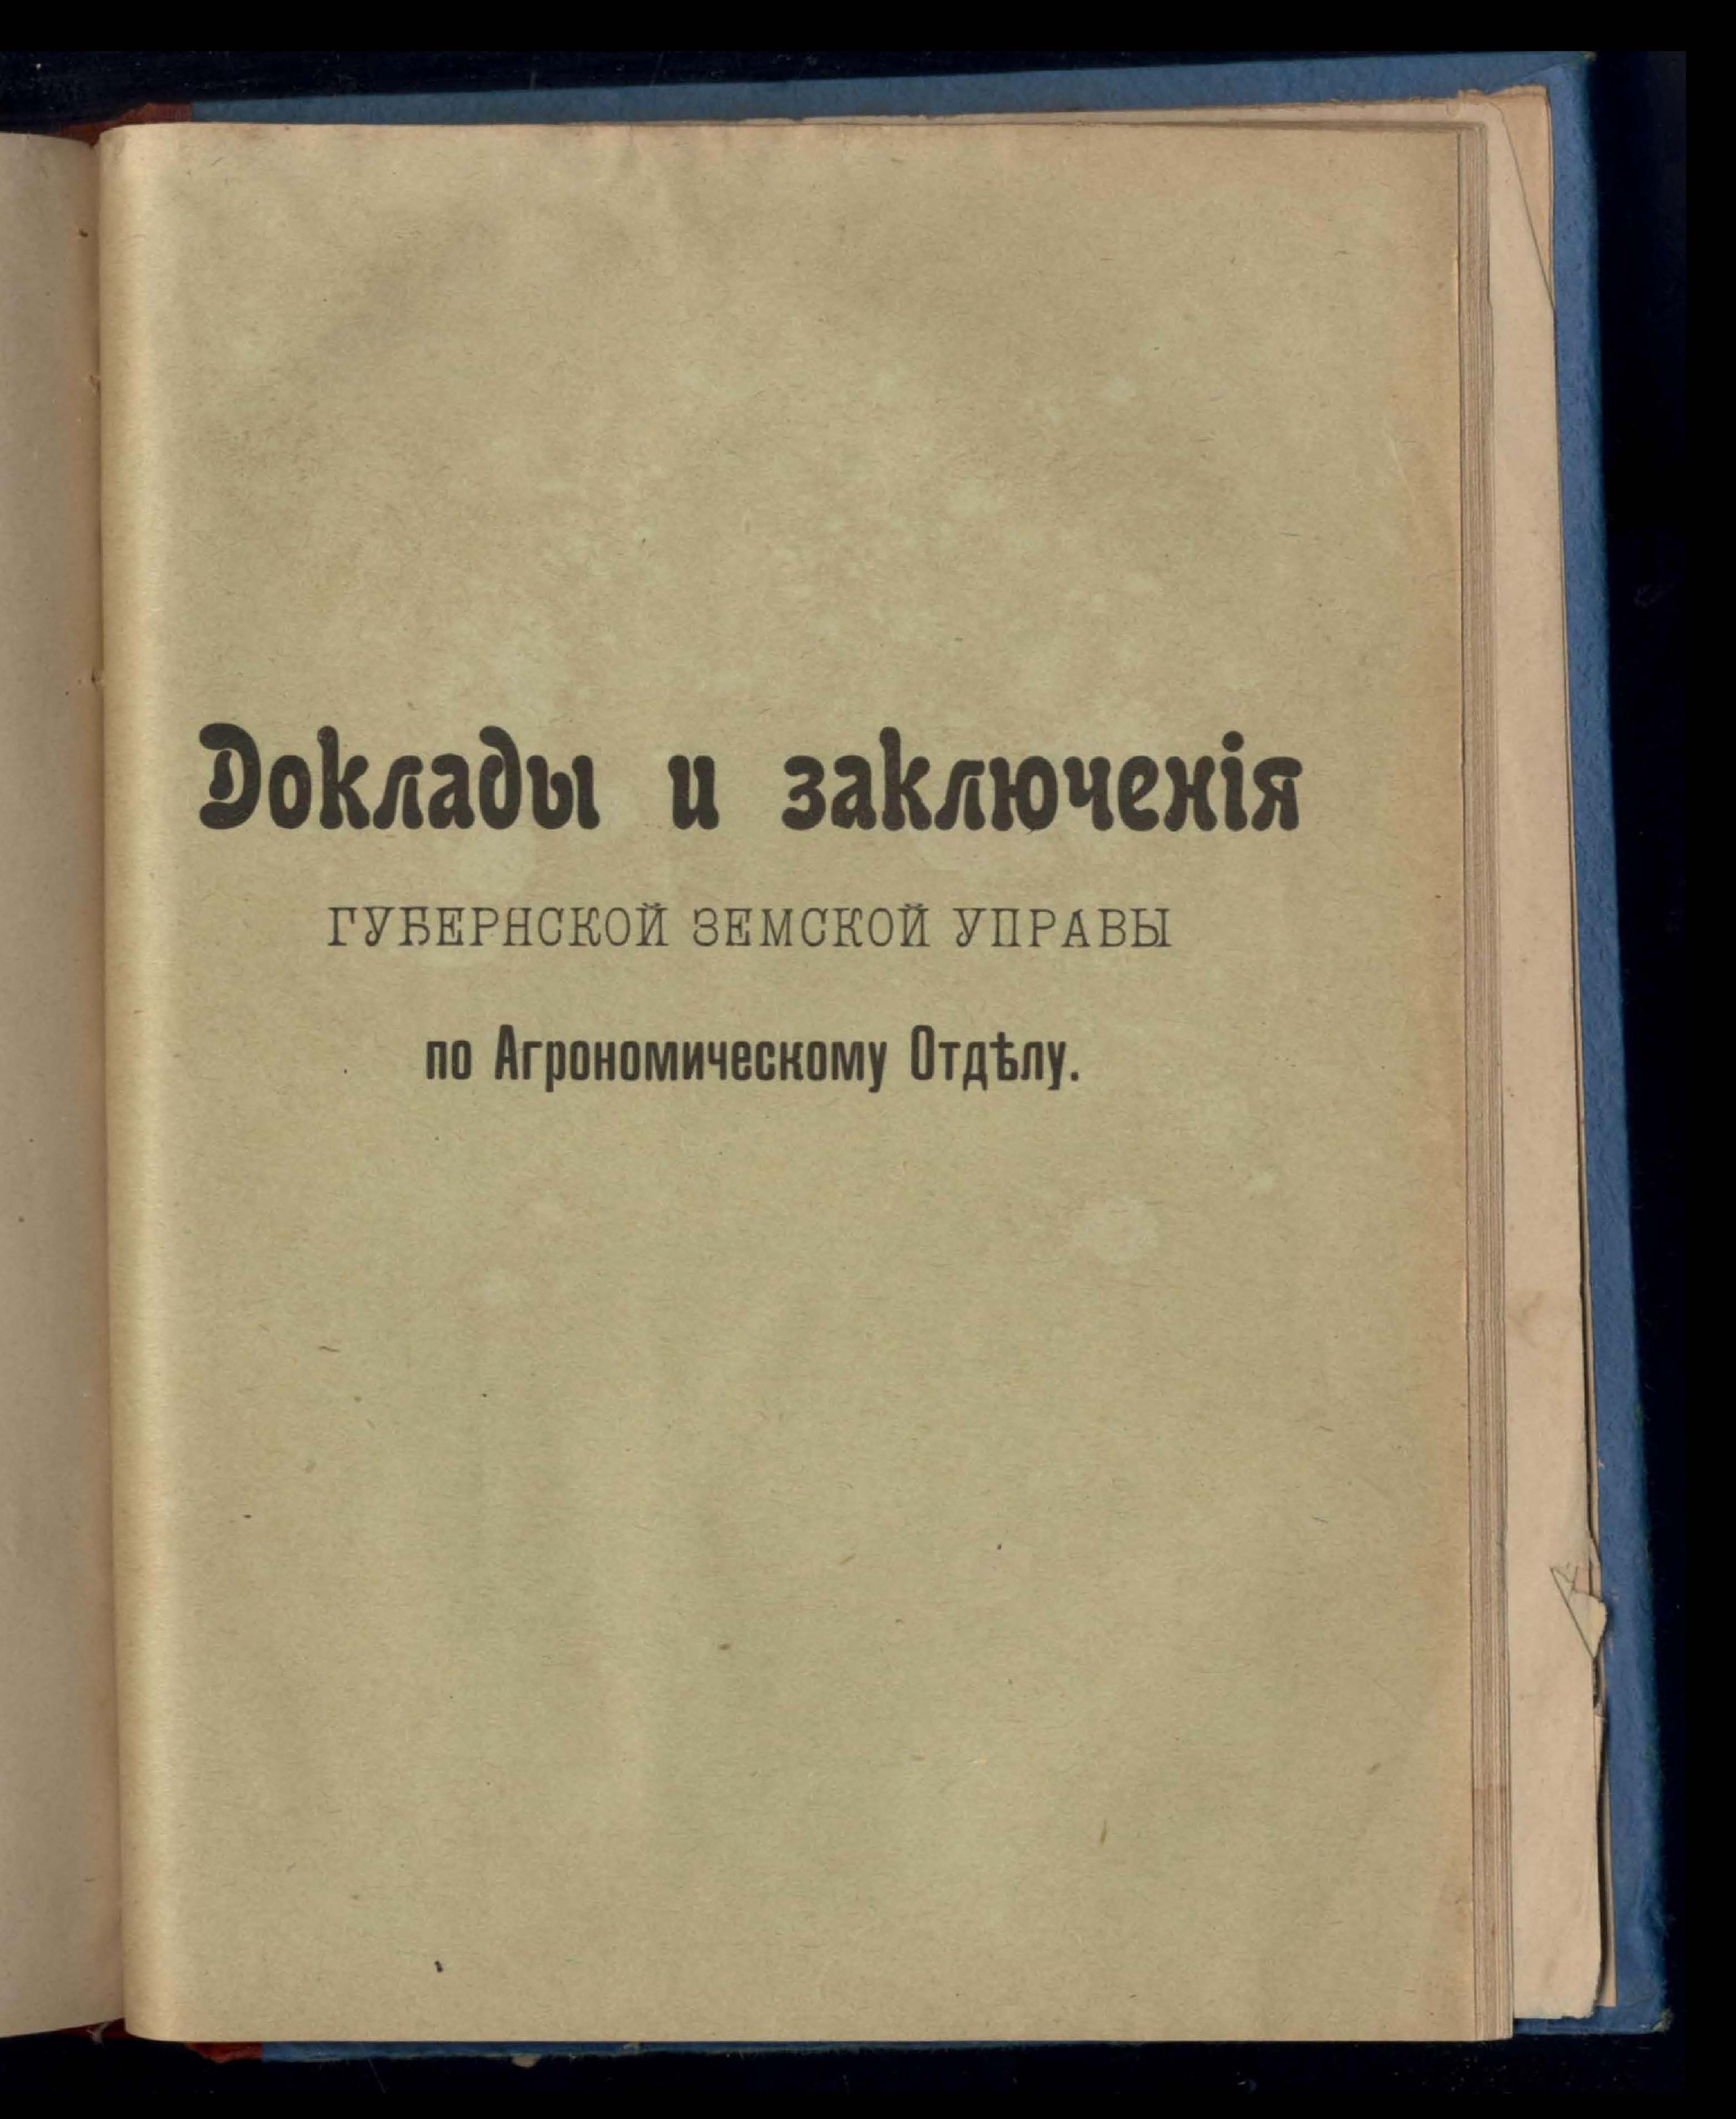 Доклады и заключенія
ГУБЕРНСКОЙ ЗЕМСКОЙ УПРАВЫ
по Агрономическому Отдѣлу.